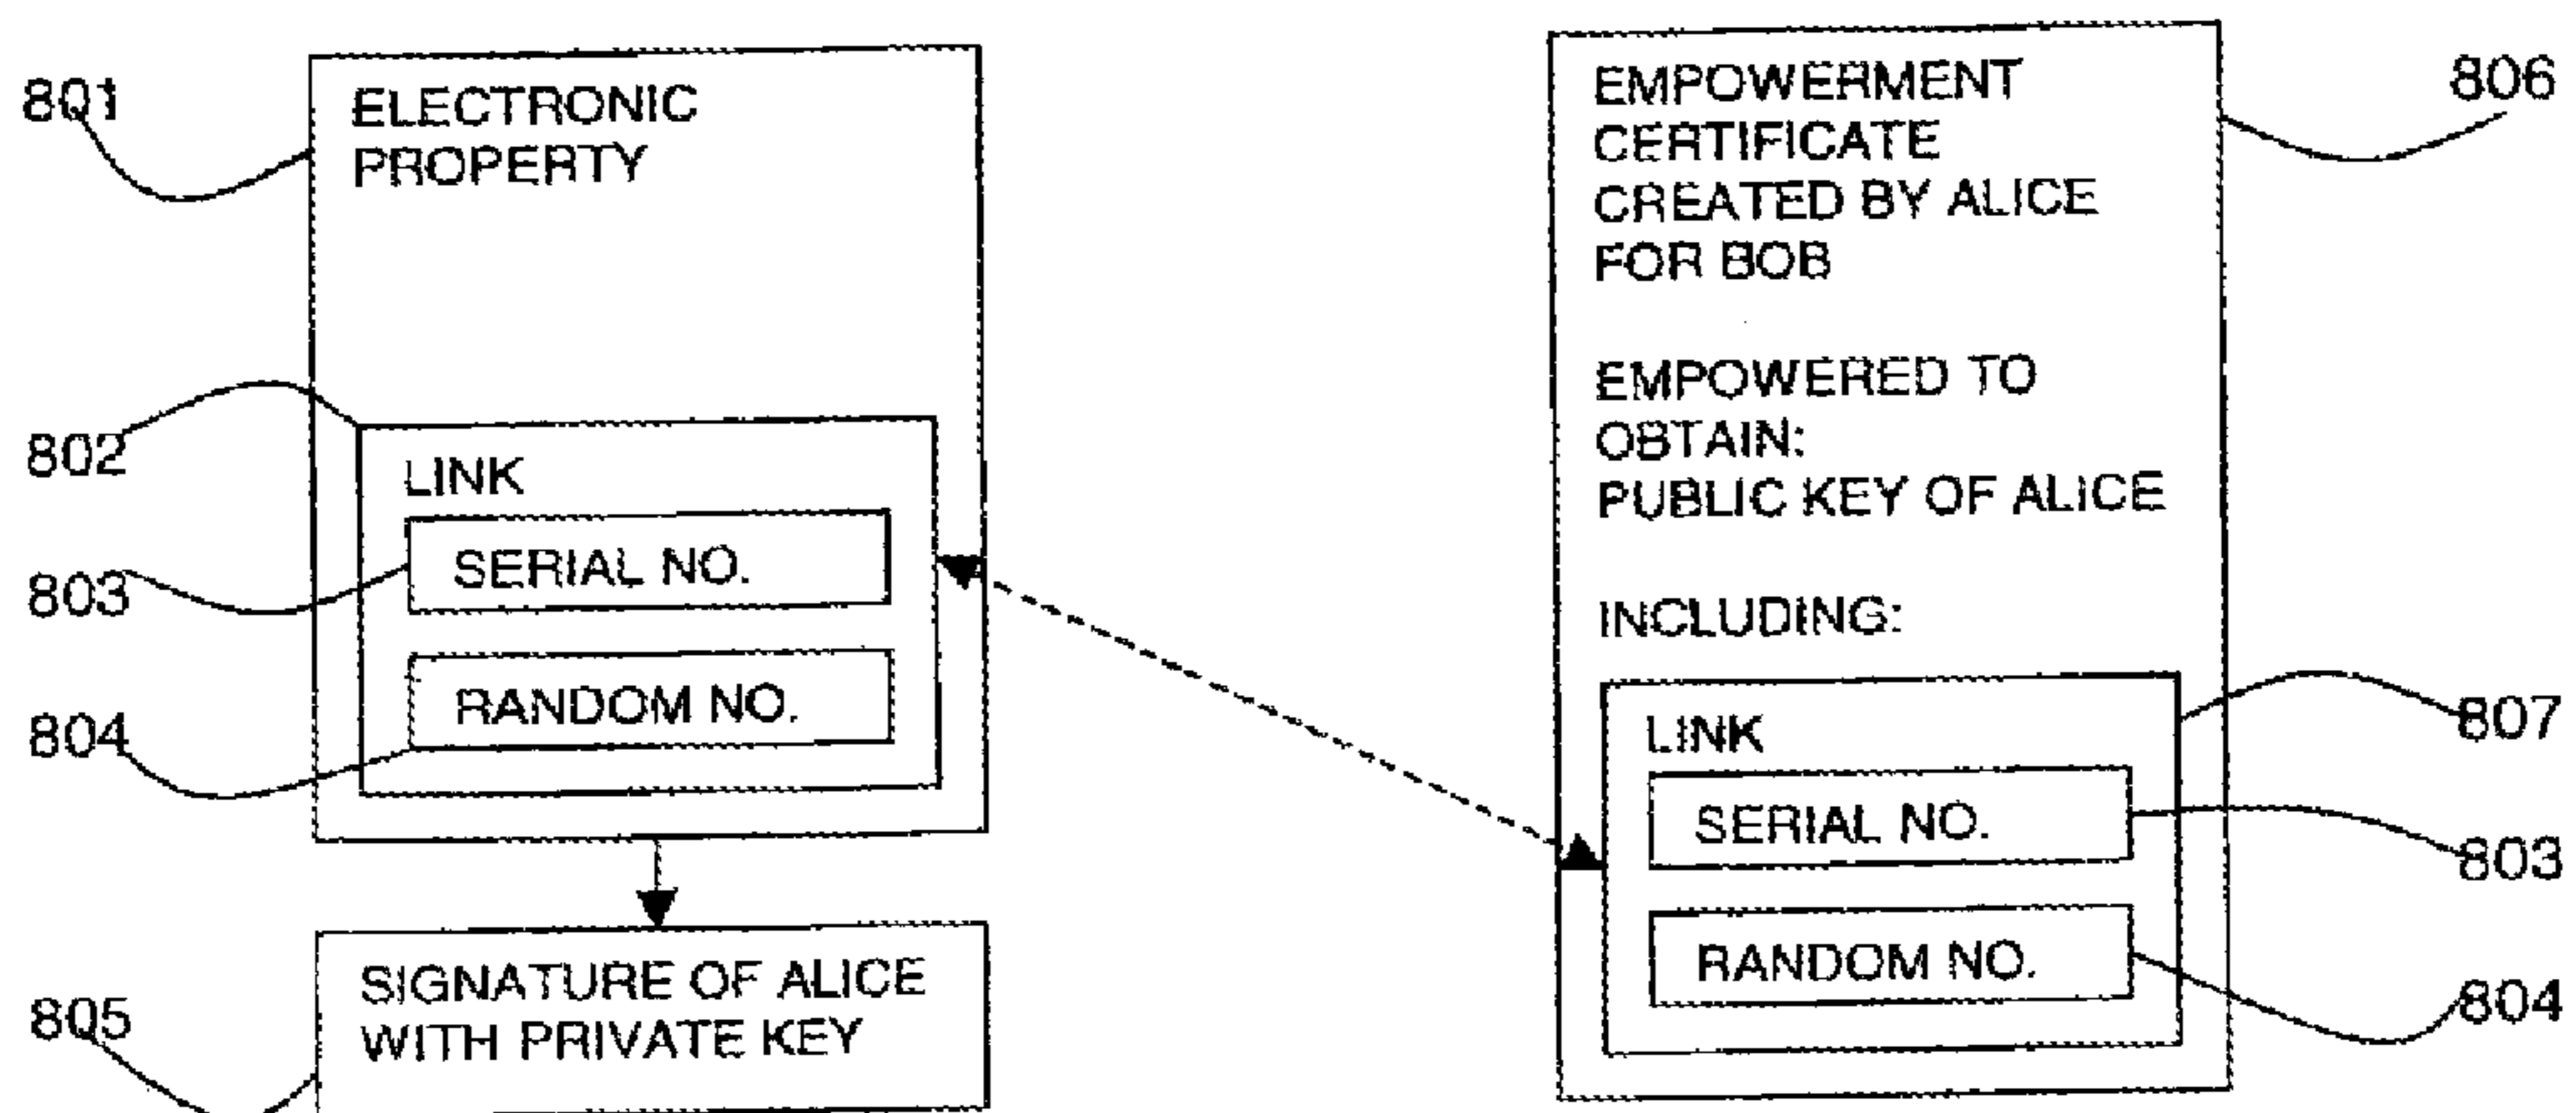 801
ELECTRONIC
PROPERTY
802
LINK
803
SERIAL NO.
804
RANDOM NO.
805
SIGNATURE OF ALICE
WITH PRIVATE KEY
806
EMPOWERMENT
CERTIFICATE
CREATED BY ALICE
FOR BOB
EMPOWERED TO
OBTAIN:
PUBLIC KEY OF ALICE
INCLUDING:
807
LINK
SERIAL NO.
803
RANDOM NO.
804